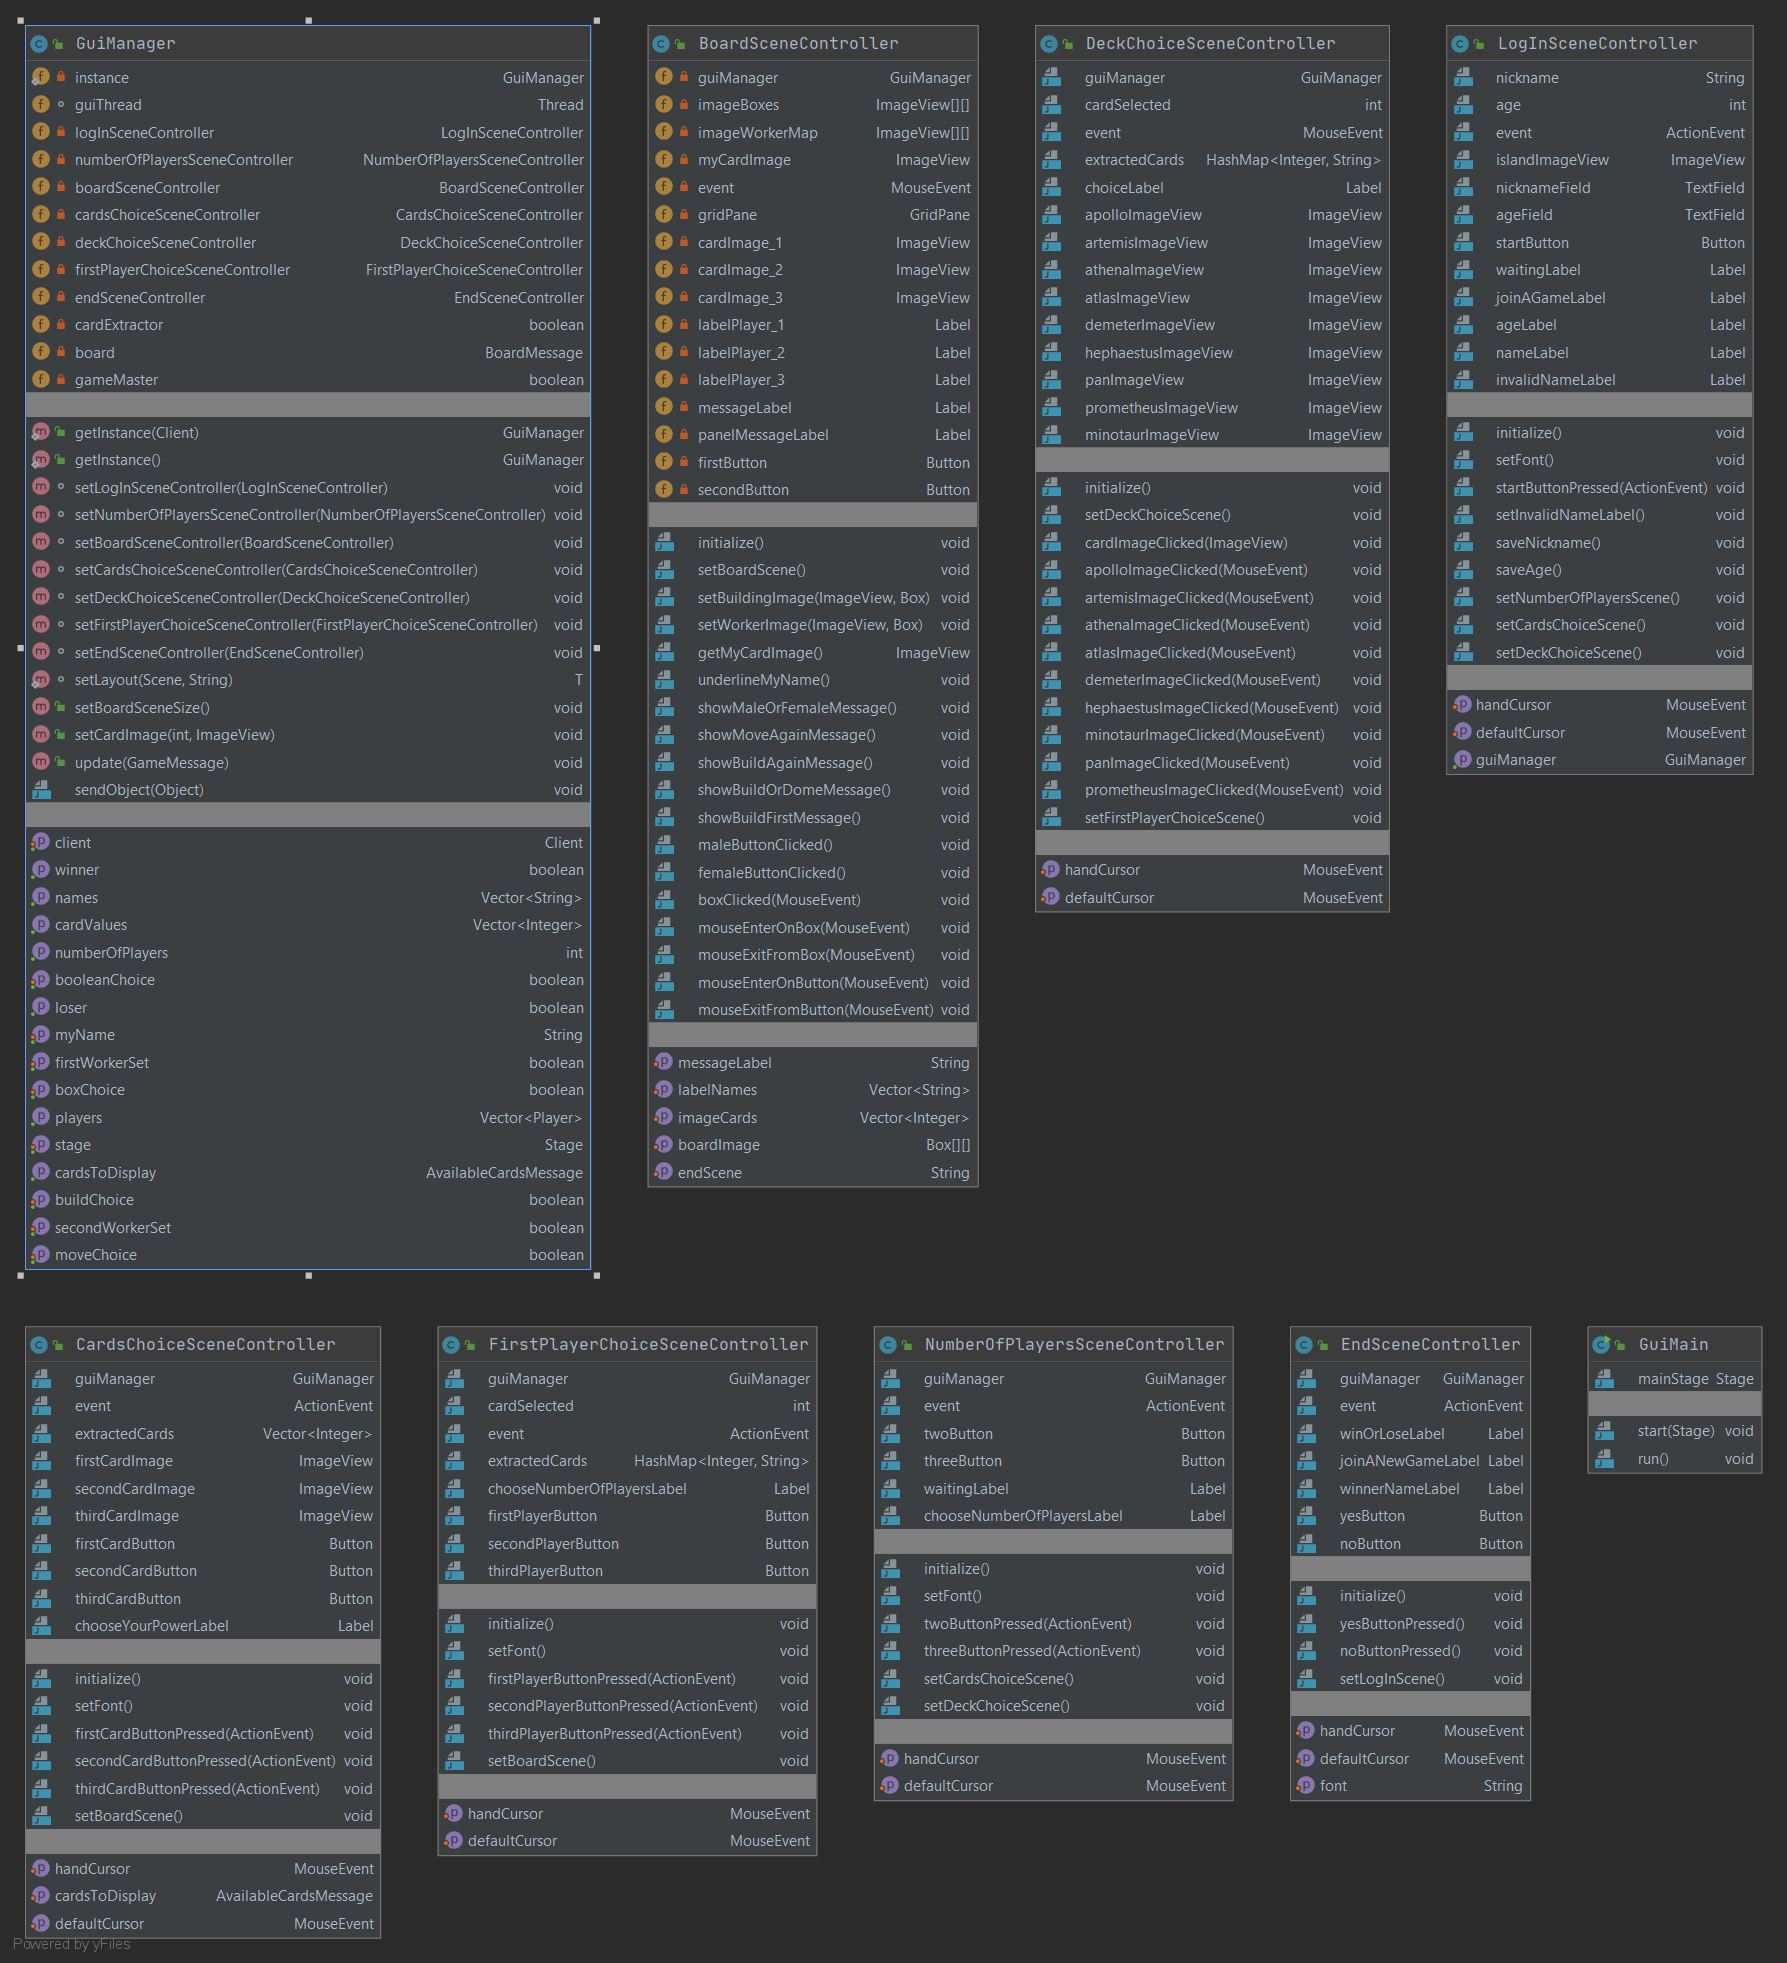 GuiManager
instance GuiManager
guiThread Thread
logInSceneController LogInSceneController
numberOfPlayersSceneController NumberOfPlayersSceneController
boardSceneController BoardSceneController
cardsChoiceSceneController CardsChoiceSceneController
deckChoiceSceneController DeckChoiceSceneController
firstPlayerChoiceSceneController FirstPlayerChoiceSceneController
endSceneController EndSceneController
cardExtractor boolean
board BoardMessage
gameMaster boolean
getInstance(Client) GuiManager
getInstance() GuiManager
setLogInSceneController(LogInSceneController) void
setNumberOfPlayersSceneController(NumberOfPlayersSceneController) void
setBoardSceneController(BoardSceneController) void
setCardsChoiceSceneController(CardsChoiceSceneController) void
setDeckChoiceSceneController(DeckChoiceSceneController) void
setFirstPlayerChoiceSceneController(FirstPlayerChoiceSceneController) void
setEndSceneController(EndSceneController) void
setLayout(Scene, String) T
setBoardSceneSize() void
setCardImage(int, ImageView) void
update(GameMessage) void
sendObject(Object) void
client Client
winner boolean
names Vector<String>
cardValues Vector<Integer>
numberOfPlayers int
booleanChoice boolean
loser boolean
myName String
firstWorkerSet boolean
boxChoice boolean
players Vector<Player>
stage Stage
cardsToDisplay AvailableCardsMessage
buildChoice boolean
secondWorkerSet boolean
moveChoice boolean
BoardSceneController
guiManager GuiManager
imageBoxes ImageView[][]
imageWorkerMap ImageView[][]
myCardImage ImageView
event MouseEvent
gridPane GridPane
cardImage_1 ImageView
cardImage_2 ImageView
cardImage_3 ImageView
labelPlayer_1 Label
labelPlayer_2 Label
labelPlayer_3 Label
messageLabel Label
panelMessageLabel Label
firstButton Button
secondButton Button
initialize() void
setBoardScene() void
setBuildingImage(ImageView, Box) void
setWorkerImage(ImageView, Box) void
getMyCardImage() ImageView
underlineMyName() void
showMaleOrFemaleMessage() void
showMoveAgainMessage() void
showBuildAgainMessage() void
showBuildOrDomeMessage() void
showBuildFirstMessage() void
maleButtonClicked() void
femaleButtonClicked() void
boxClicked(MouseEvent) void
mouseEnterOnBox(MouseEvent) void
mouseExitFromBox(MouseEvent) void
mouseEnterOnButton(MouseEvent) void
mouseExitFromButton(MouseEvent) void
messageLabel String
labelNames Vector<String>
imageCards Vector<Integer>
boardImage Box[][]
endScene String
DeckChoiceSceneController
guiManager GuiManager
cardSelected int
event MouseEvent
extractedCards HashMap<Integer, String>
choiceLabel Label
apolloImageView ImageView
artemisImageView ImageView
athenaImageView ImageView
atlasImageView ImageView
demeterImageView ImageView
hephaestusImageView ImageView
panImageView ImageView
prometheusImageView ImageView
minotaurImageView ImageView
initialize() void
setDeckChoiceScene() void
cardImageClicked(ImageView) void
apolloImageClicked(MouseEvent) void
artemisImageClicked(MouseEvent) void
athenaImageClicked(MouseEvent) void
atlasImageClicked(MouseEvent) void
demeterImageClicked(MouseEvent) void
hephaestusImageClicked(MouseEvent) void
minotaurImageClicked(MouseEvent) void
panImageClicked(MouseEvent) void
prometheusImageClicked(MouseEvent) void
setFirstPlayerChoiceScene() void
handCursor MouseEvent
defaultCursor MouseEvent
LogInSceneController
nickname String
age int
event ActionEvent
islandImageView ImageView
nicknameField TextField
ageField TextField
startButton Button
waitingLabel Label
joinAGameLabel Label
ageLabel Label
nameLabel Label
invalidNameLabel Label
initialize() void
setFont() void
startButtonPressed(ActionEvent) void
setInvalidNameLabel() void
saveNickname() void
saveAge() void
setNumberOfPlayersScene() void
setCardsChoiceScene() void
setDeckChoiceScene() void
handCursor MouseEvent
defaultCursor MouseEvent
guiManager GuiManager
CardsChoiceSceneController
guiManager GuiManager
event ActionEvent
extractedCards Vector<Integer>
firstCardImage ImageView
secondCardImage ImageView
thirdCardImage ImageView
firstCardButton Button
secondCardButton Button
thirdCardButton Button
chooseYourPowerLabel Label
initialize() void
setFont() void
firstCardButtonPressed(ActionEvent) void
secondCardButtonPressed(ActionEvent) void
thirdCardButtonPressed(ActionEvent) void
setBoardScene() void
handCursor MouseEvent
cardsToDisplay AvailableCardsMessage
defaultCursor MouseEvent
FirstPlayerChoiceSceneController
guiManager GuiManager
cardSelected int
event ActionEvent
extractedCards HashMap<Integer, String>
chooseNumberOfPlayersLabel Label
firstPlayerButton Button
secondPlayerButton Button
thirdPlayerButton Button
initialize() void
setFont() void
firstPlayerButtonPressed(ActionEvent) void
secondPlayerButtonPressed(ActionEvent) void
thirdPlayerButtonPressed(ActionEvent) void
setBoardScene() void
handCursor MouseEvent
defaultCursor MouseEvent
NumberOfPlayersSceneController
guiManager GuiManager
event ActionEvent
twoButton Button
threeButton Button
waitingLabel Label
chooseNumberOfPlayersLabel Label
initialize() void
setFont() void
twoButtonPressed(ActionEvent) void
threeButtonPressed(ActionEvent) void
setCardsChoiceScene() void
setDeckChoiceScene() void
handCursor MouseEvent
defaultCursor MouseEvent
EndSceneController
guiManager GuiManager
event ActionEvent
winOrLoseLabel Label
joinANewGameLabel Label
winnerNameLabel Label
yesButton Button
noButton Button
initialize() void
yesButtonPressed() void
noButtonPressed() void
setLogInScene() void
handCursor MouseEvent
defaultCursor MouseEvent
font String
GuiMain
mainStage Stage
start(Stage) void
run() void
Powered by yFiles